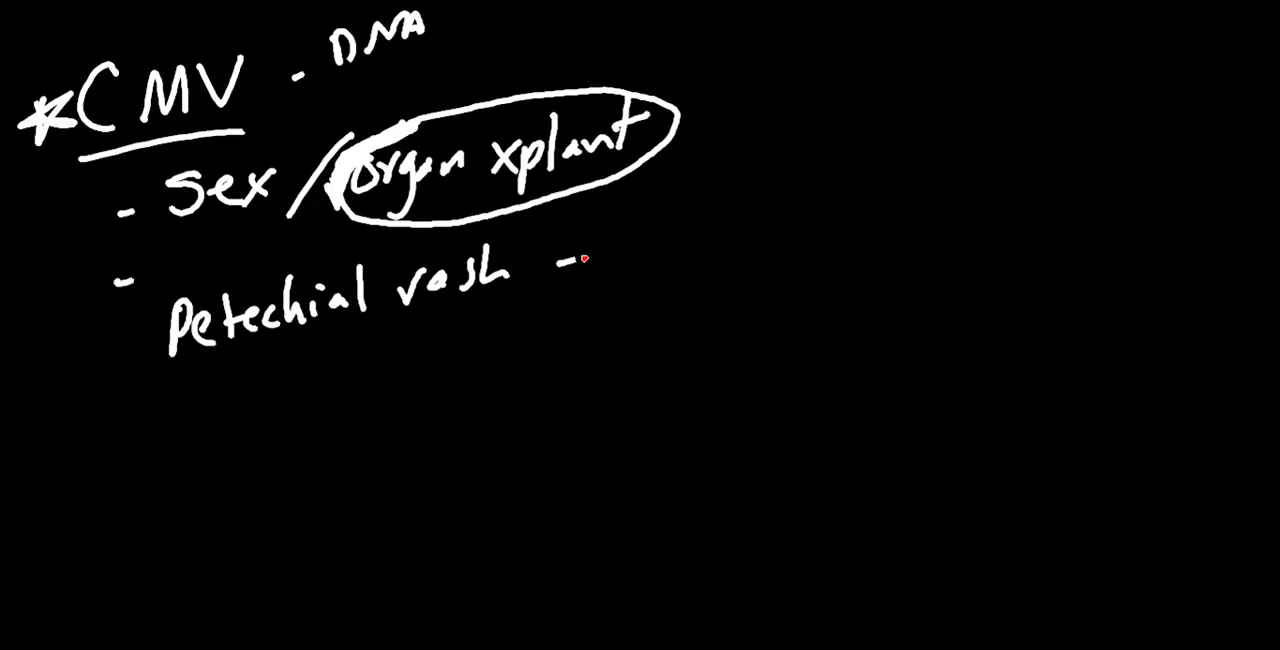 *CMV - DNA
- Sex / organ xplant
- Petechial rash -